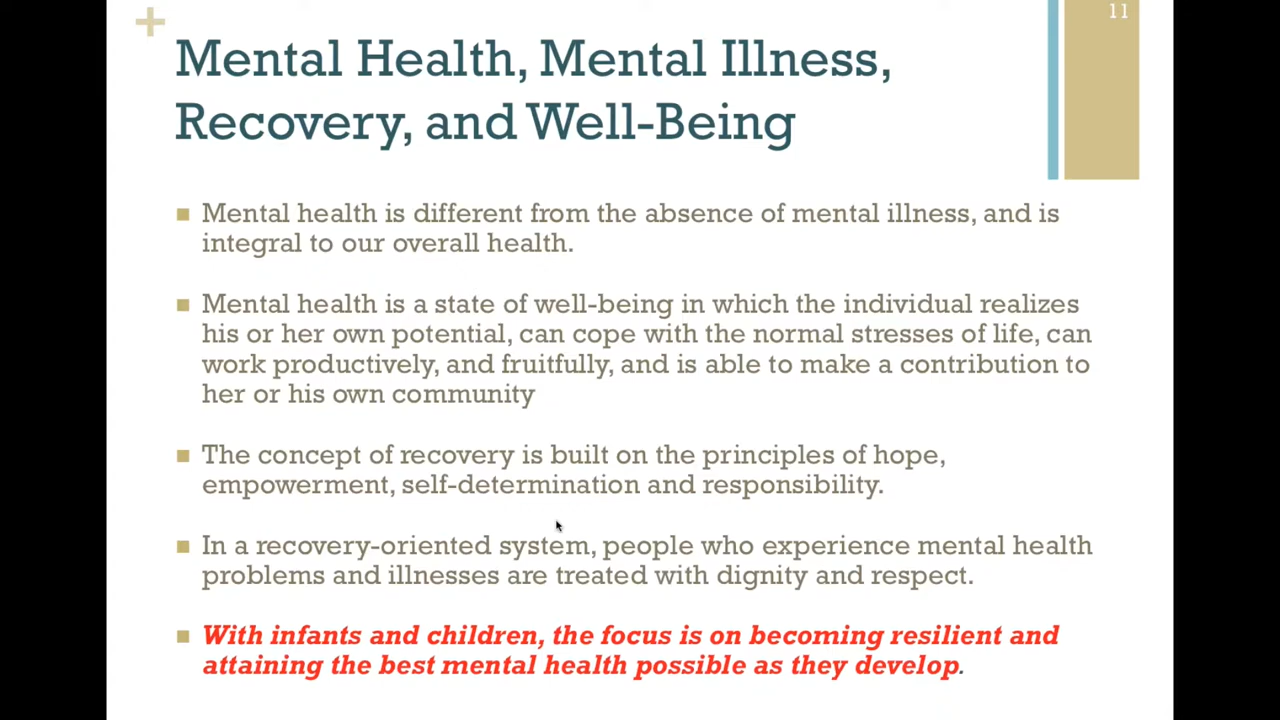 11
Mental Health, Mental Illness,
Recovery, and Well-Being
Mental health is different from the absence of mental illness, and is
integral to our overall health.
Mental health is a state of well-being in which the individual realizes
his or her own potential, can cope with the normal stresses of life, can
work productively, and fruitfully, and is able to make a contribution to
her or his own community
The concept of recovery is built on the principles of hope,
empowerment, self-determination and responsibility.
In a recovery-oriented system, people who experience mental health
problems and illnesses are treated with dignity and respect.
With infants and children, the focus is on becoming resilient and
attaining the best mental health possible as they develop.